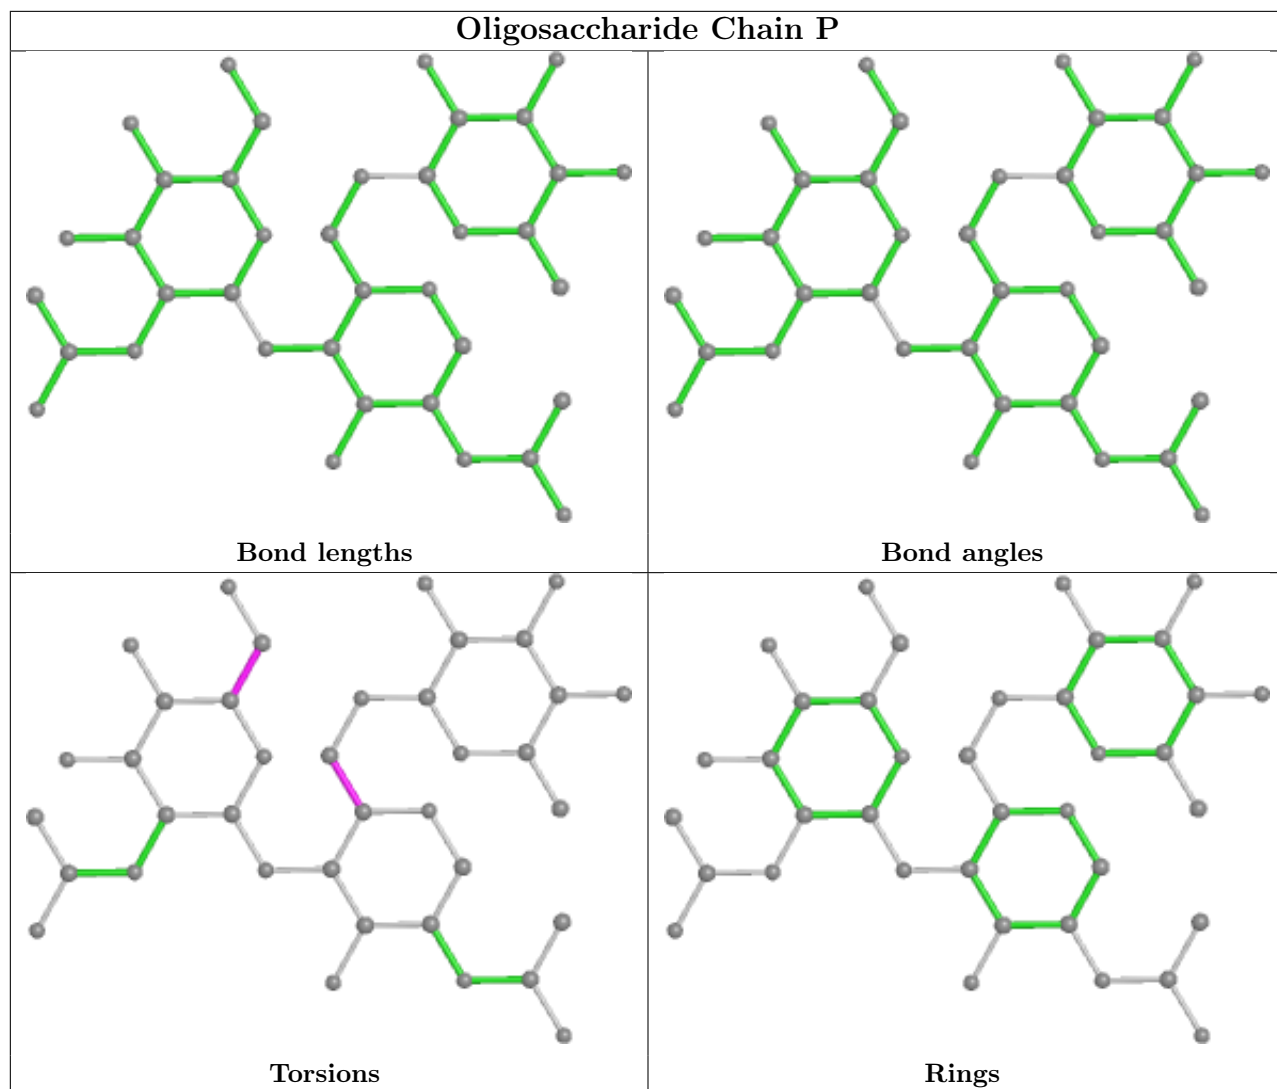 Oligosaccharide Chain P
Bond lengths
Bond angles
Torsions
Rings